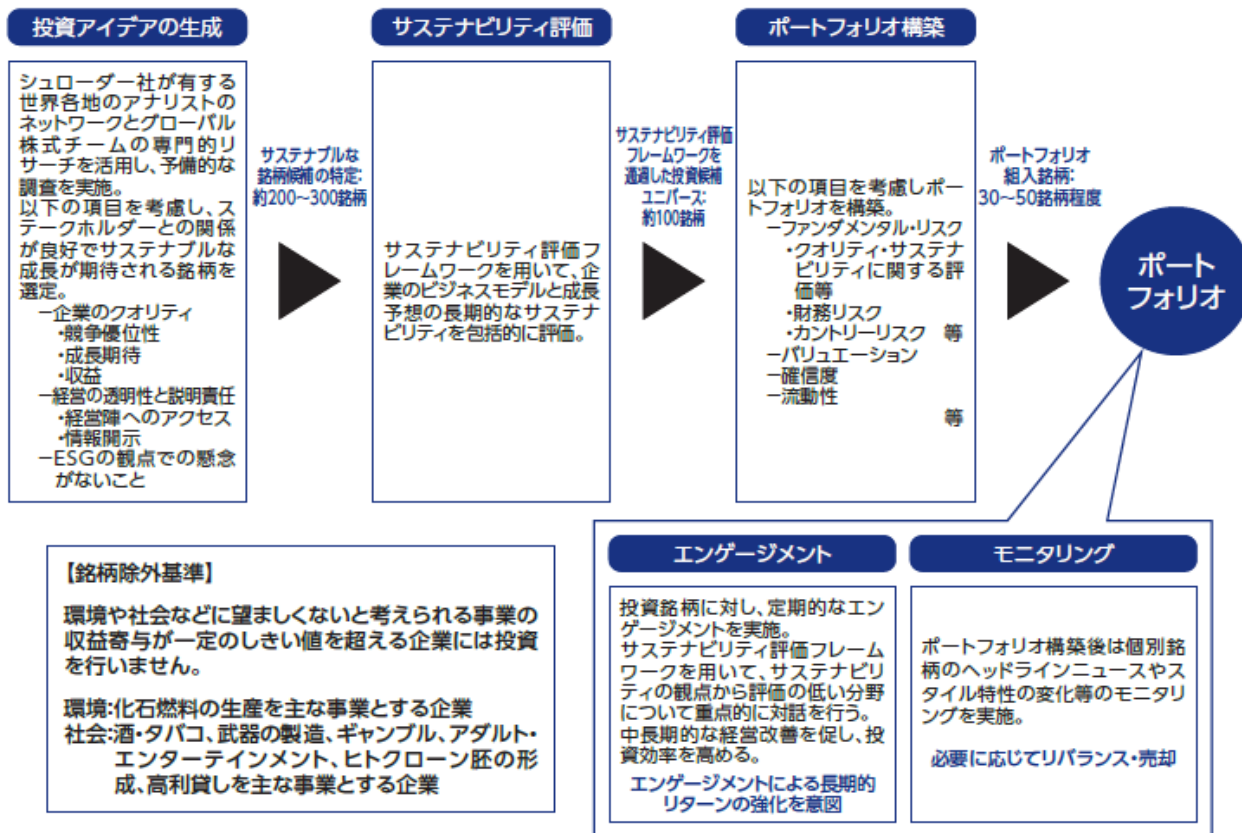 投資アイデアの生成
シュローダー社が有する
世界各地のアナリストの
ネットワークとグローバル
株式チームの専門的リ
サーチを活用し、予備的な
調査を実施。
以下の項目を考慮し、ス
テークホルダーとの関係
が良好でサステナブルな
成長が期待される銘柄を
選定。
－企業のクオリティ
・競争優位性
・成長期待
・収益
－経営の透明性と説明責任
・経営陣へのアクセス
・情報開示
－ESGの観点での懸念
がないこと
サステナブルな
銘柄候補の特定：
約200～300銘柄
サステナビリティ評価
サステナビリティ評価フ
レームワークを用いて、企
業のビジネスモデルと成長
予想の長期的なサステナ
ビリティを包括的に評価。
サステナビリティ評価
フレームワークを
通過した投資候補
ユニバース：
約100銘柄
ポートフォリオ構築
以下の項目を考慮しポー
トフォリオを構築。
－ファンダメンタル・リスク
・クオリティ・サステナ
ビリティに関する評
価等
・財務リスク
・カントリーリスク 等
－バリュエーション
－確信度
－流動性
等
ポートフォリオ
組入銘柄：
30～50銘柄程度
ポート
フォリオ
【銘柄除外基準】
環境や社会などに望ましくないと考えられる事業の
収益寄与が一定のしきい値を超える企業には投資
を行いません。
環境：化石燃料の生産を主な事業とする企業
社会：酒・タバコ、武器の製造、ギャンブル、アダルト・
エンターテインメント、ヒトクローン胚の形
成、高利貸しを主な事業とする企業
エンゲージメント
投資銘柄に対し、定期的なエン
ゲージメントを実施。
サステナビリティ評価フレーム
ワークを用いて、サステナビリ
ティの観点から評価の低い分野
について重点的に対話を行う。
中長期的な経営改善を促し、投
資効率を高める。
エンゲージメントによる長期的
リターンの強化を意図
モニタリング
ポートフォリオ構築後は個別銘
柄のヘッドラインニュースやス
タイル特性の変化等のモニタリ
ングを実施。
必要に応じてリバランス・売却